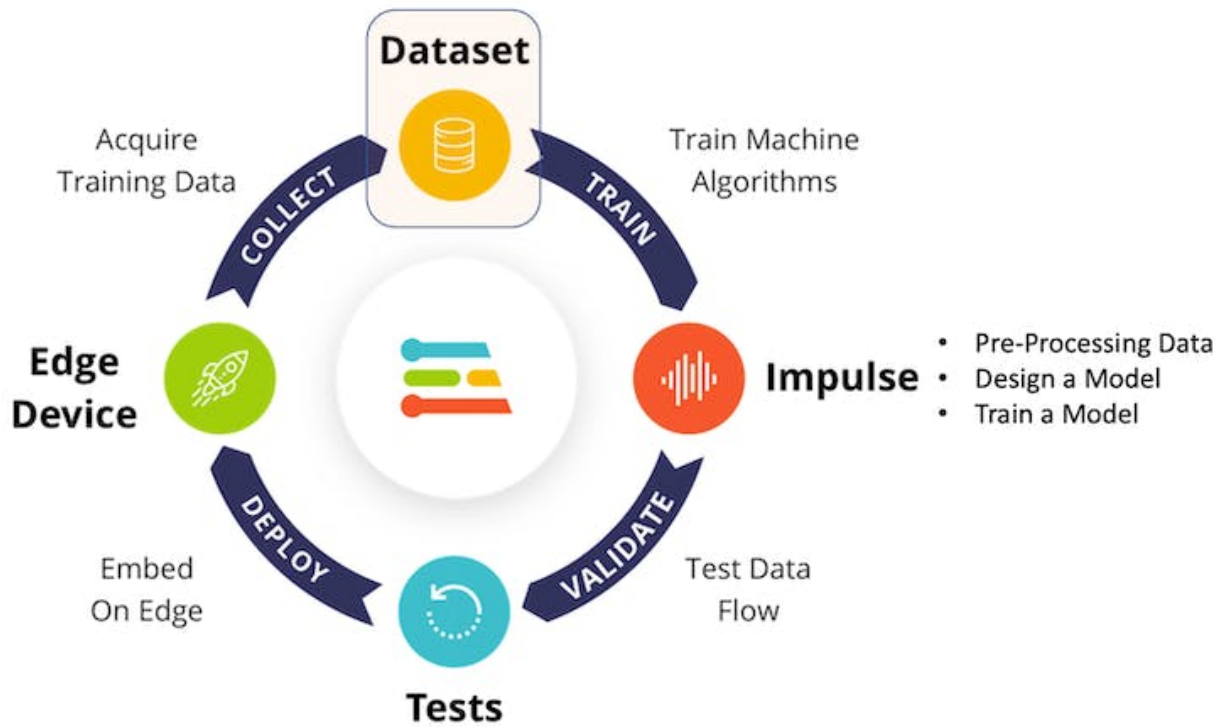 Dataset
Acquire
Training Data
COLLECT
TRAIN
Train Machine
Algorithms
Edge
Device
Impulse
• Pre-Processing Data
• Design a Model
• Train a Model
DEPLOY
VALIDATE
Embed
On Edge
Test Data
Flow
Tests